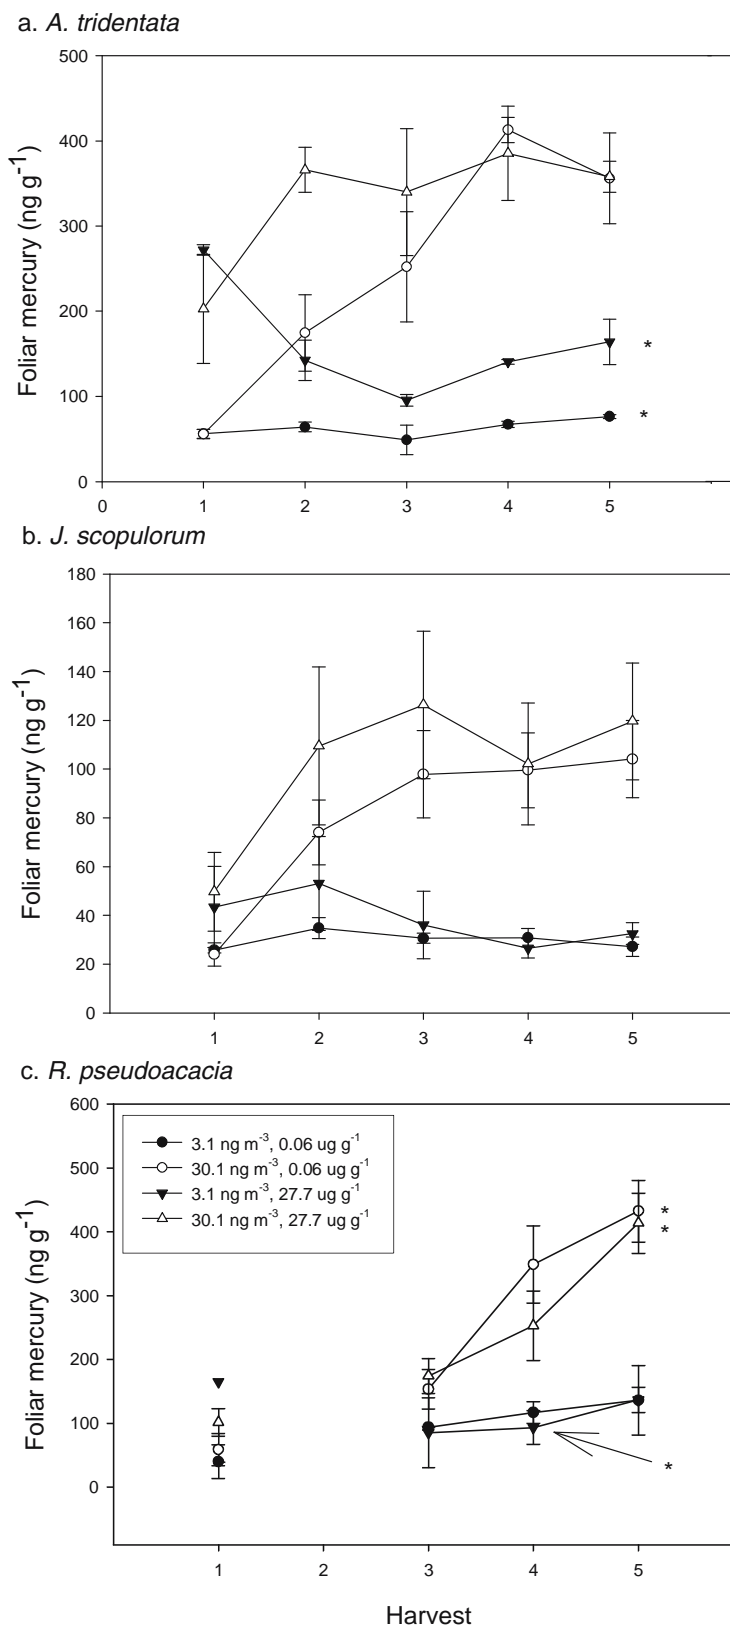 a. A. tridentata
500
400
300
200
100
0
Foliar mercury (ng g-1)
*
*
0 1 2 3 4 5
b. J. scopulorum
180
160
140
120
100
80
60
40
20
0
Foliar mercury (ng g-1)
1 2 3 4 5
c. R. pseudoacacia
600
500
400
300
200
100
0
Foliar mercury (ng g-1)
3.1 ng m-3, 0.06 ug g-1
30.1 ng m-3, 0.06 ug g-1
3.1 ng m-3, 27.7 ug g-1
30.1 ng m-3, 27.7 ug g-1
*
*
*
1 2 3 4 5
Harvest